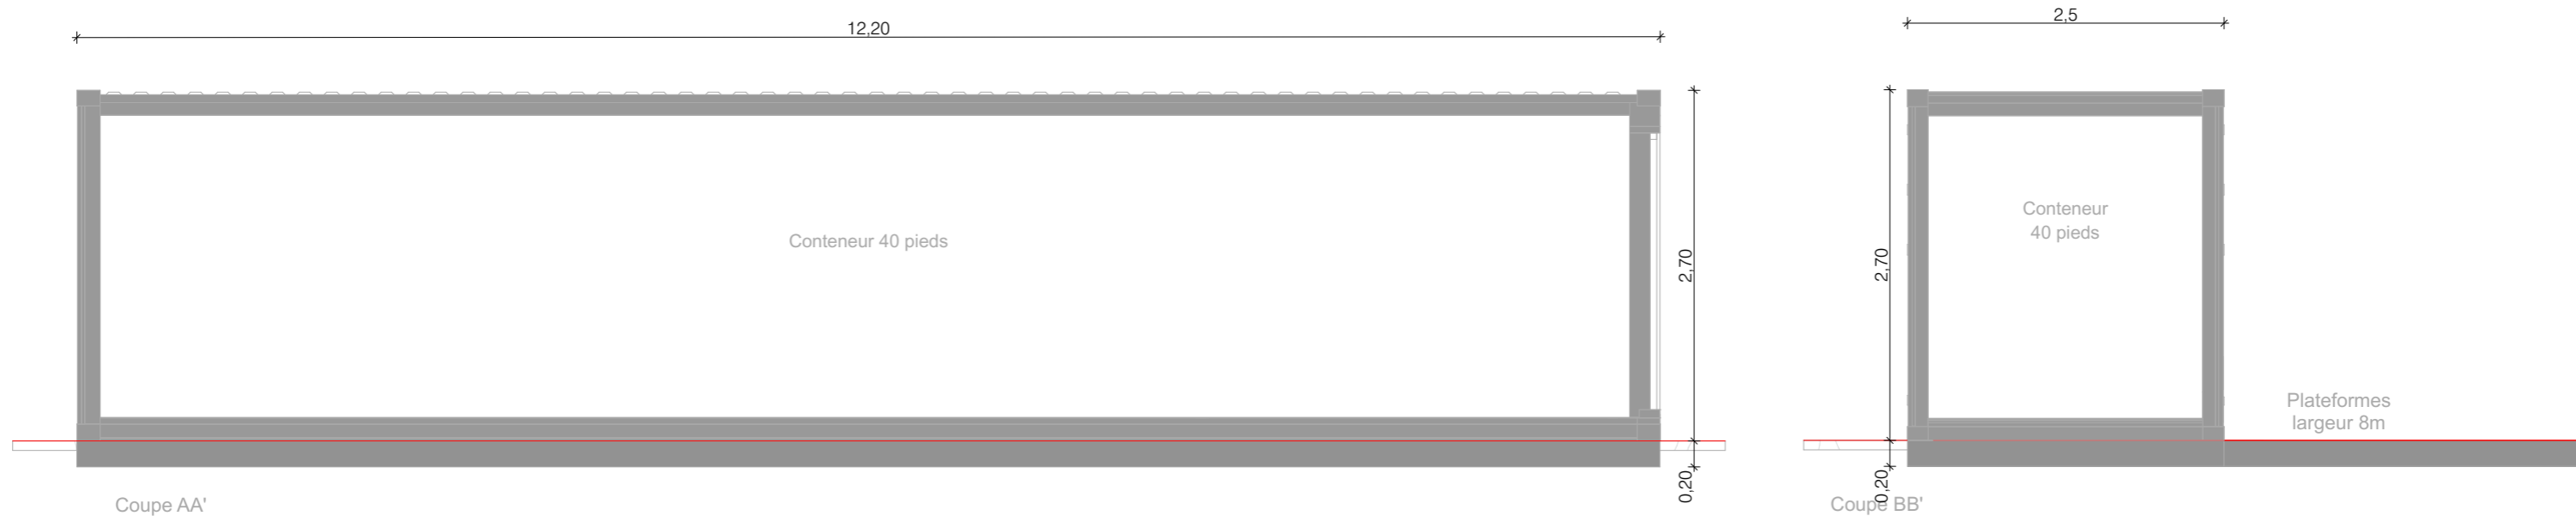 12,20
2,5
Conteneur 40 pieds
2,70
2,70
Conteneur
40 pieds
Plateformes
largeur 8m
0,20
0,20
Coupe AA'
Coupe BB'